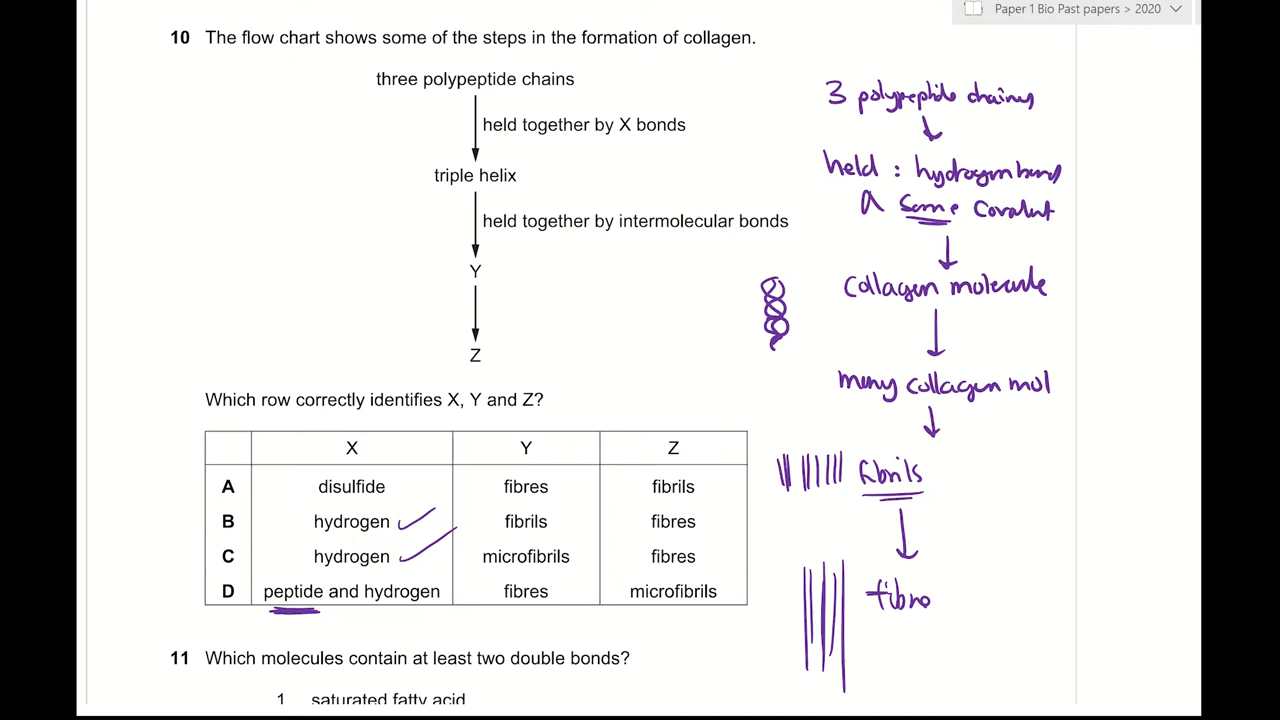 Paper 1 Bio Past papers > 2020
10 The flow chart shows some of the steps in the formation of collagen.
three polypeptide chains
held together by X bonds
triple helix
held together by intermolecular bonds
Y
Z
Which row correctly identifies X, Y and Z?
X Y Z
A disulfide fibres fibrils
B hydrogen fibrils fibres
C hydrogen microfibrils fibres
D peptide and hydrogen fibres microfibrils
11 Which molecules contain at least two double bonds?
1 saturated fatty acid
3 polypeptide chains
held : hydrogen
Some Covalent
Collagen molecule
many collagen mol
fibrils
fibre